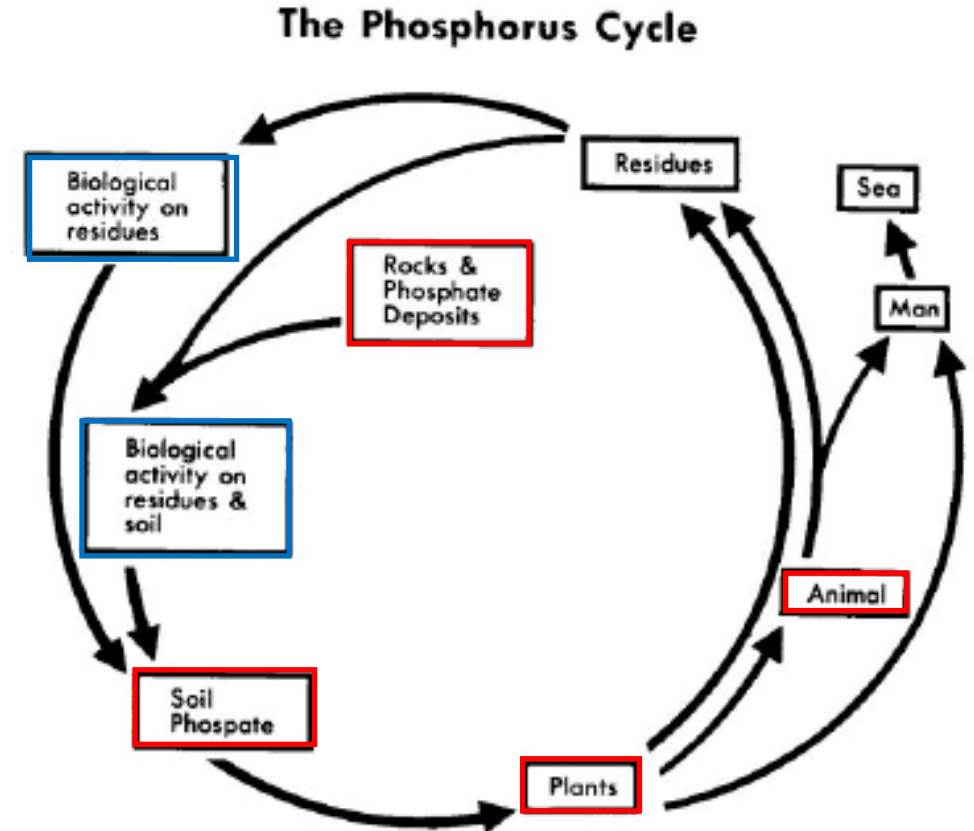 The Phosphorus Cycle
Residues
Sea
Biological
activity on
residues
Rocks &
Phosphate
Deposits
Man
Biological
activity on
residues &
soil
Animal
Soil
Phospate
Plants